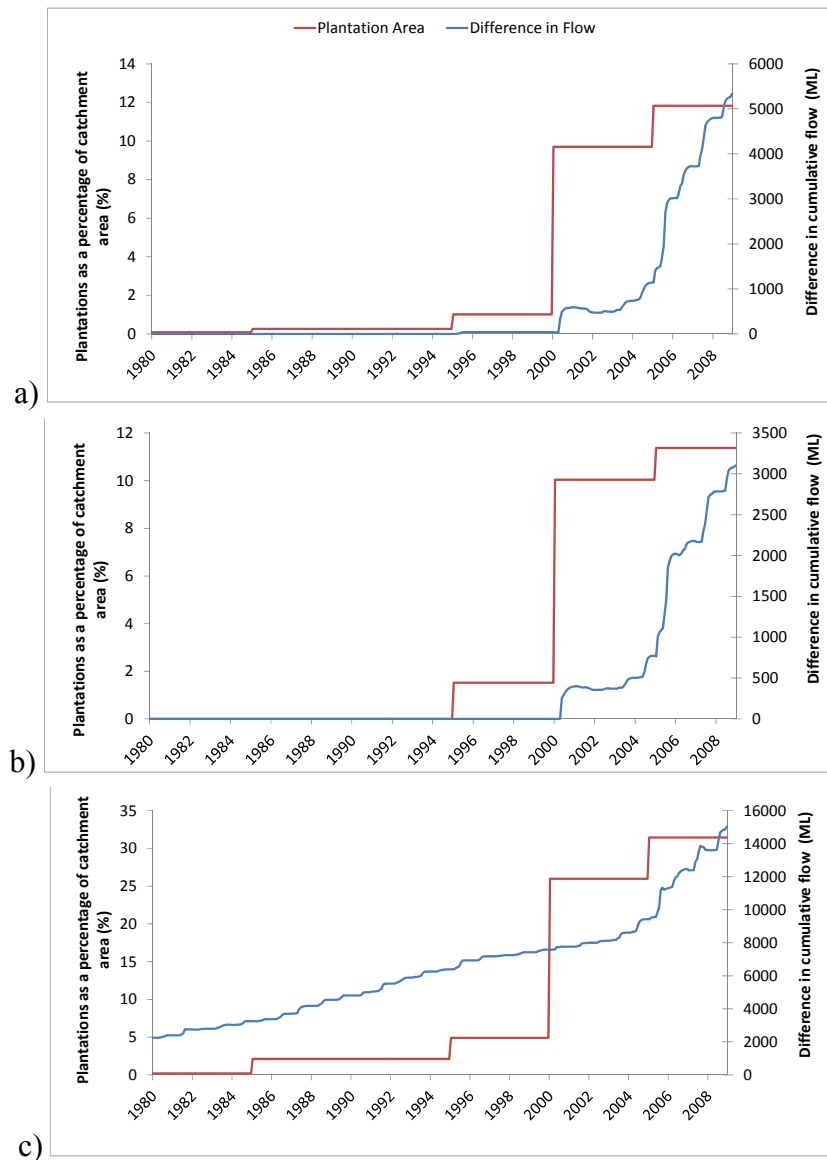 Plantation Area Difference in Flow
Plantations as a percentage of catchment
area (%)
14
12
10
8
6
4
2
0
6000
5000
4000
3000
2000
1000
0
Difference in cumulative flow (ML)
1980 1982 1984 1986 1988 1990 1992 1994 1996 1998 2000 2002 2004 2006 2008
a)
Plantations as a percentage of catchment
area (%)
12
10
8
6
4
2
0
3500
3000
2500
2000
1500
1000
500
0
Difference in cumulative flow (ML)
1980 1982 1984 1986 1988 1990 1992 1994 1996 1998 2000 2002 2004 2006 2008
b)
Plantations as a percentage of catchment
area (%)
35
30
25
20
15
10
5
0
16000
14000
12000
10000
8000
6000
4000
2000
0
Difference in cumulative flow (ML)
1980 1982 1984 1986 1988 1990 1992 1994 1996 1998 2000 2002 2004 2006 2008
c)